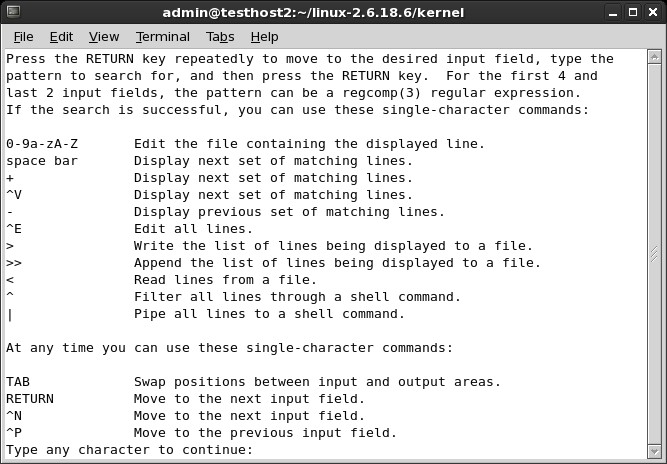 admin@testhost2:~/linux-2.6.18.6/kernel
File Edit View Terminal Tabs Help
Press the RETURN key repeatedly to move to the desired input field, type the
pattern to search for, and then press the RETURN key.  For the first 4 and
last 2 input fields, the pattern can be a regcomp(3) regular expression.
If the search is successful, you can use these single-character commands:

0-9a-zA-Z       Edit the file containing the displayed line.
space bar       Display next set of matching lines.
+               Display next set of matching lines.
^V              Display next set of matching lines.
-               Display previous set of matching lines.
^E              Edit all lines.
>               Write the list of lines being displayed to a file.
>>              Append the list of lines being displayed to a file.
<               Read lines from a file.
^               Filter all lines through a shell command.
|               Pipe all lines to a shell command.

At any time you can use these single-character commands:

TAB             Swap positions between input and output areas.
RETURN          Move to the next input field.
^N              Move to the next input field.
^P              Move to the previous input field.
Type any character to continue: